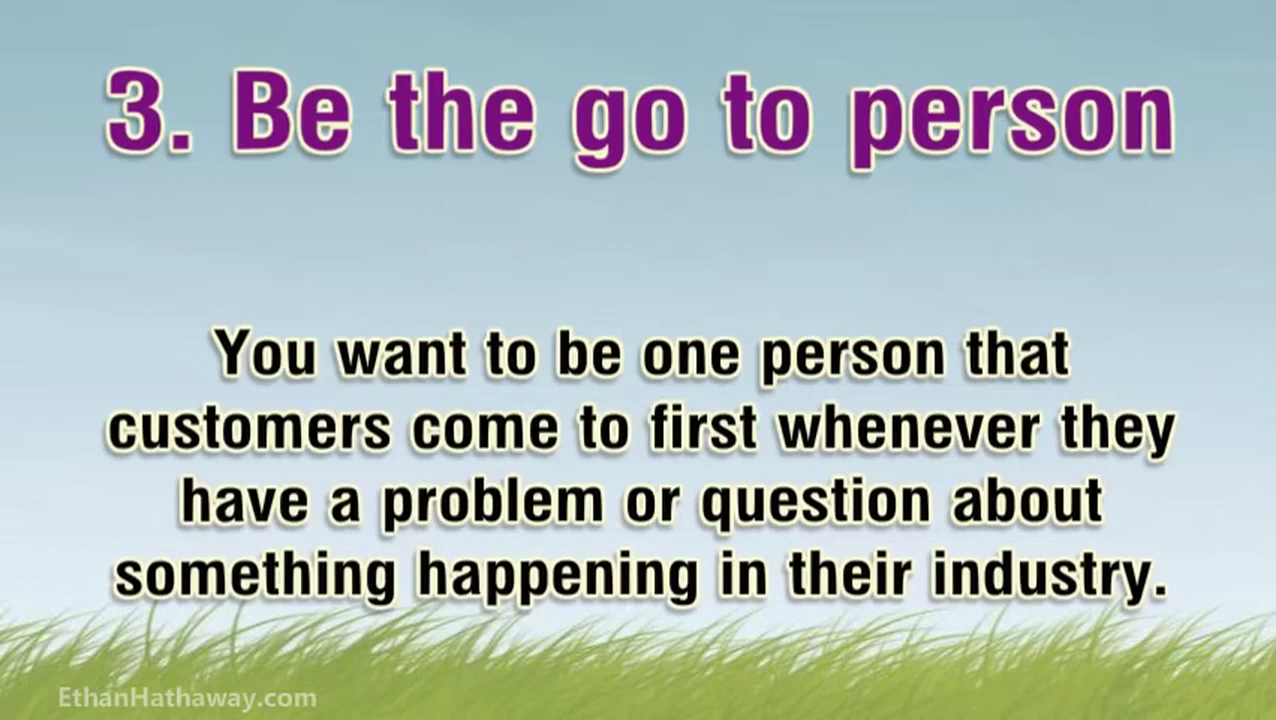 3. Be the go to person
You want to be one person that
customers come to first whenever they
have a problem or question about
something happening in their industry.
EthanHathaway.com